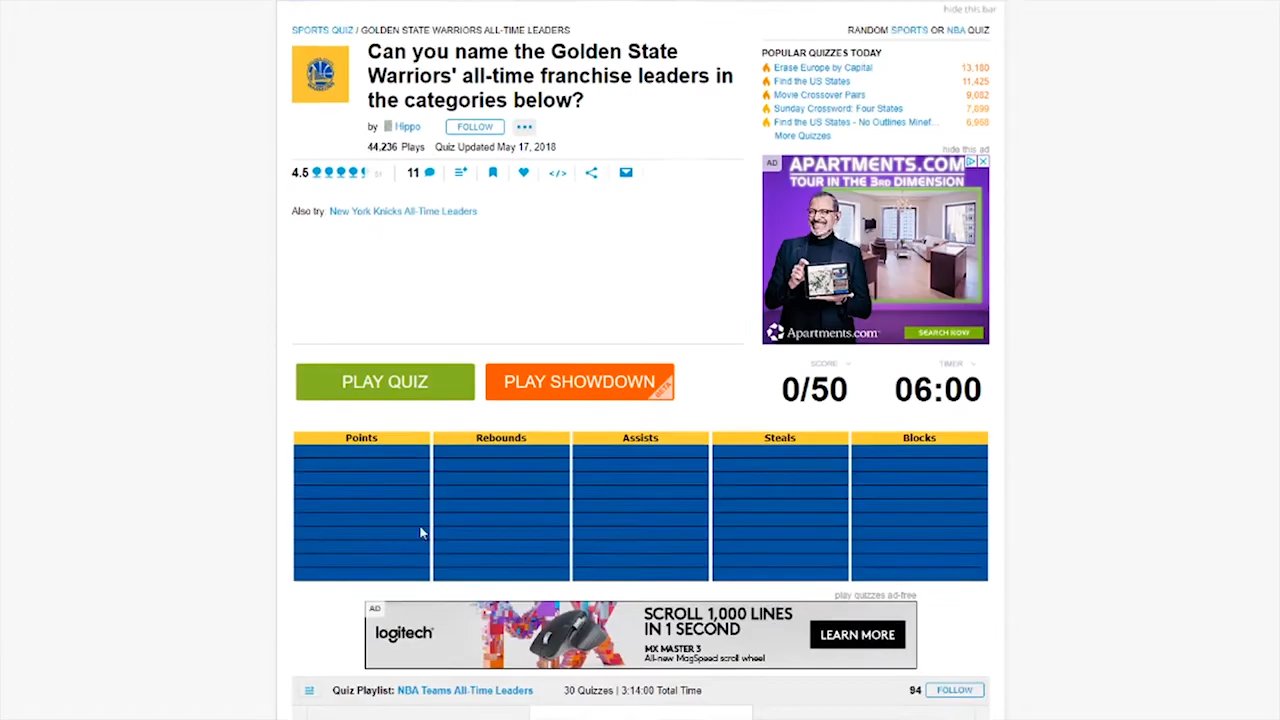 hide this bar
SPORTS QUIZ / GOLDEN STATE WARRIORS ALL-TIME LEADERS
RANDOM SPORTS OR NBA QUIZ
Can you name the Golden State
Warriors' all-time franchise leaders in
the categories below?
by Hippo
FOLLOW
44,236 Plays Quiz Updated May 17, 2018
4.5
51
11
Also try New York Knicks All-Time Leaders
POPULAR QUIZZES TODAY
Erase Europe by Capital 13,180
Find the US States 11,425
Movie Crossover Pairs 9,082
Sunday Crossword: Four States 7,899
Find the US States - No Outlines Minef... 6,968
More Quizzes
hide this ad
AD
APARTMENTS.COM
TOUR IN THE 3RD DIMENSION
Apartments.com
SEARCH NOW
PLAY QUIZ
PLAY SHOWDOWN
BETA
SCORE
0/50
TIMER
06:00
Points Rebounds Assists Steals Blocks
play quizzes ad-free
AD
logitech
SCROLL 1,000 LINES
IN 1 SECOND
MX MASTER 3
All-new MagSpeed scroll wheel
LEARN MORE
Quiz Playlist: NBA Teams All-Time Leaders 30 Quizzes | 3:14:00 Total Time 94 FOLLOW